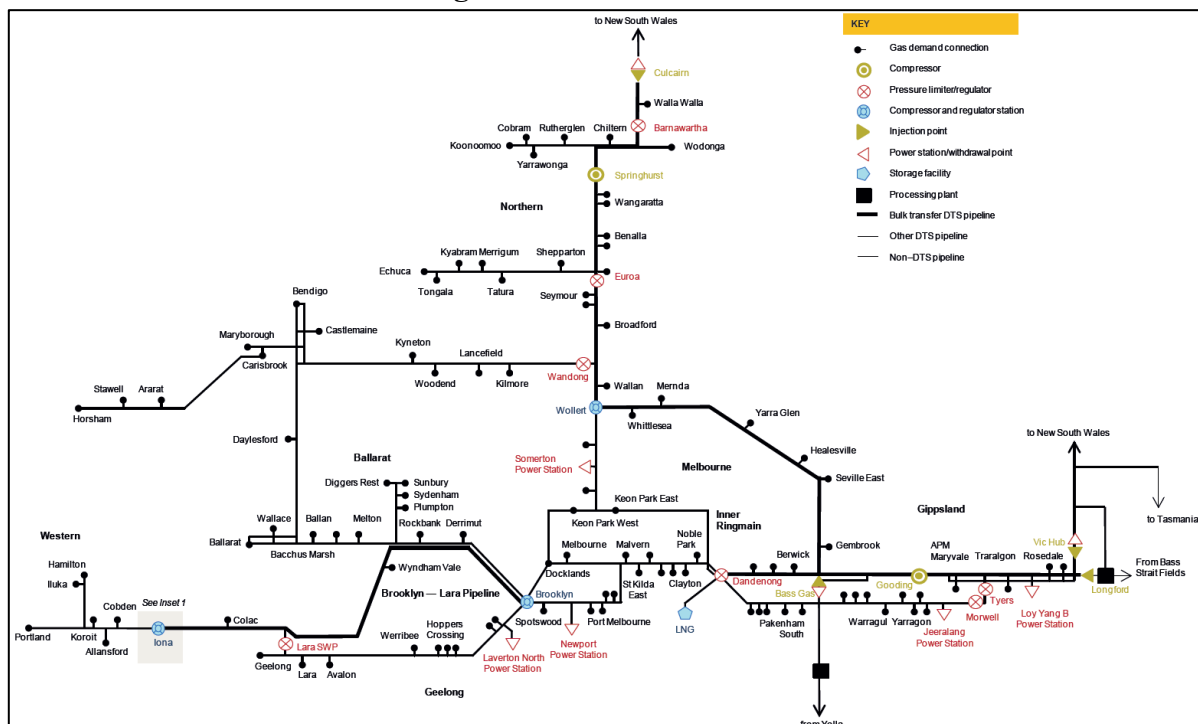 to New South Wales
KEY
Gas demand connection
Compressor
Pressure limiter/regulator
Compressor and regulator station
Injection point
Power station/withdrawal point
Storage facility
Processing plant
Bulk transfer DTS pipeline
Other DTS pipeline
Non–DTS pipeline
Culcairn
Walla Walla
Barnawartha
Cobram
Rutherglen
Chiltern
Koonoomoo
Yarrawonga
Wodonga
Springhurst
Northern
Wangaratta
Benalla
Kyabram
Merrigum
Shepparton
Echuca
Tongala
Tatura
Euroa
Seymour
Bendigo
Broadford
Castlemaine
Maryborough
Carisbrook
Kyneton
Lancefield
Woodend
Kilmore
Wandong
Stawell
Ararat
Horsham
Wallan
Mernda
Wollert
Whittlesea
Yarra Glen
Healesville
Seville East
to New South Wales
to Tasmania
Daylesford
Ballarat
Somerton
Power Station
Melbourne
Diggers Rest
Sunbury
Sydenham
Plumpton
Keon Park East
Keon Park West
Inner
Ringmain
Gippsland
Wallace
Ballan
Melton
Rockbank
Derrimut
Ballarat
Bacchus Marsh
Melbourne
Malvern
Noble
Park
Berwick
Gembrook
APM
Maryvale
Traralgon
Rosedale
Vic Hub
From Bass
Strait Fields
Longford
Western
Hamilton
Iluka
Cobden
See Inset 1
Colac
Wyndham Vale
Brooklyn — Lara Pipeline
Docklands
Brooklyn
St Kilda
East
Clayton
Dandenong
Bass Gas
Gooding
Tyers
Morwell
Loy Yang B
Power Station
Portland
Koroit
Allansford
Iona
Lara SWP
Werribee
Hoppers
Crossing
Spotswood
Port Melbourne
LNG
Pakenham
South
Warragul
Yarragon
Jeeralang
Power Station
Geelong
Lara
Avalon
Laverton North
Power Station
Newport
Power Station
Geelong
from Yolla